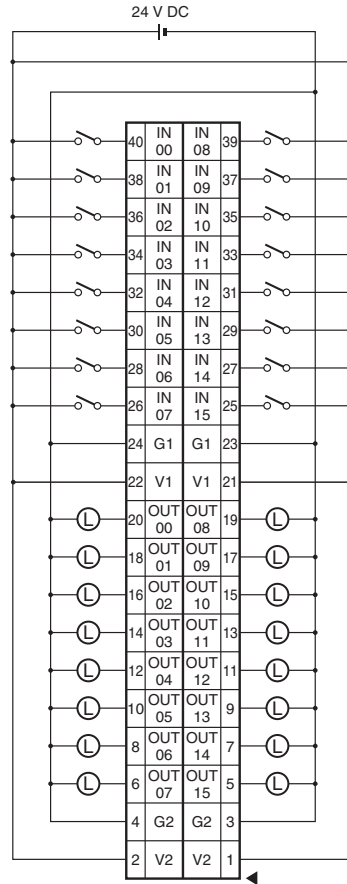 24 V DC
40 IN 00 IN 08 39
38 IN 01 IN 09 37
36 IN 02 IN 10 35
34 IN 03 IN 11 33
32 IN 04 IN 12 31
30 IN 05 IN 13 29
28 IN 06 IN 14 27
26 IN 07 IN 15 25
24 G1 G1 23
22 V1 V1 21
L 20 OUT 00 OUT 08 19 L
L 18 OUT 01 OUT 09 17 L
L 16 OUT 02 OUT 10 15 L
L 14 OUT 03 OUT 11 13 L
L 12 OUT 04 OUT 12 11 L
L 10 OUT 05 OUT 13 9 L
L 8 OUT 06 OUT 14 7 L
L 6 OUT 07 OUT 15 5 L
4 G2 G2 3
2 V2 V2 1